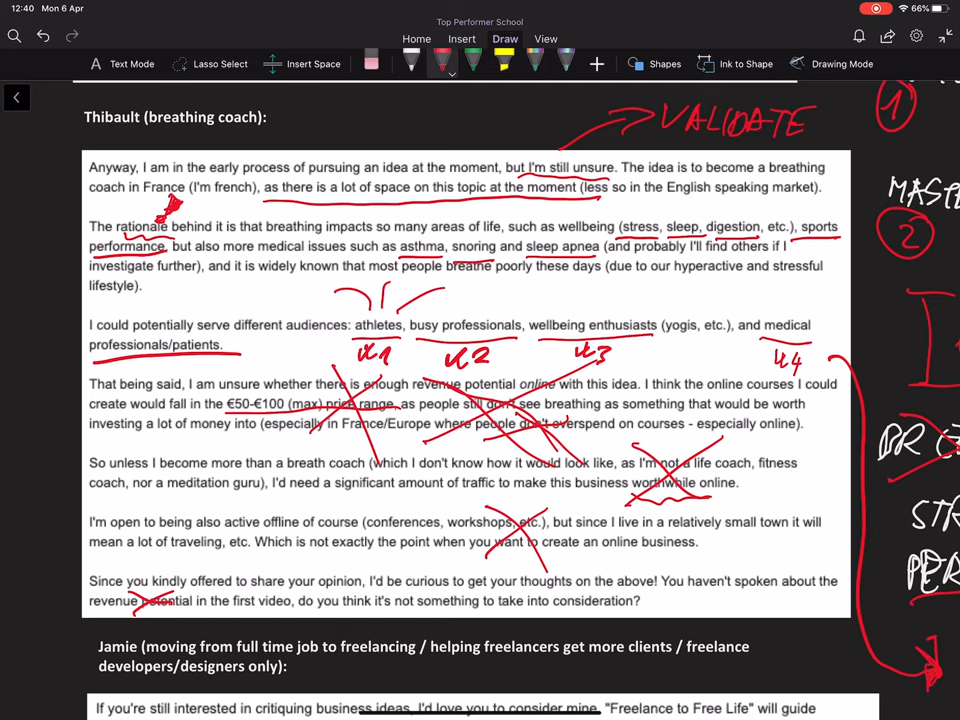 12:40 Mon 6 Apr
66%
Top Performer School
Home Insert Draw View
Text Mode Lasso Select Insert Space Shapes Ink to Shape Drawing Mode
Thibault (breathing coach):
VALIDATE
1
Anyway, I am in the early process of pursuing an idea at the moment, but I'm still unsure. The idea is to become a breathing
coach in France (I'm french), as there is a lot of space on this topic at the moment (less so in the English speaking market).
MAST
The rationale behind it is that breathing impacts so many areas of life, such as wellbeing (stress, sleep, digestion, etc.), sports
2
performance, but also more medical issues such as asthma, snoring and sleep apnea (and probably I'll find others if I
investigate further), and it is widely known that most people breathe poorly these days (due to our hyperactive and stressful
lifestyle).
I could potentially serve different audiences: athletes, busy professionals, wellbeing enthusiasts (yogis, etc.), and medical
professionals/patients.
That being said, I am unsure whether there is enough revenue potential online with this idea. I think the online courses I could
create would fall in the €50-€100 (max) price range, as people still don't see breathing as something that would be worth
investing a lot of money into (especially in France/Europe where people don't overspend on courses - especially online).
So unless I become more than a breath coach (which I don't know how it would look like, as I'm not a life coach, fitness
coach, nor a meditation guru), I'd need a significant amount of traffic to make this business worthwhile online.
STR
I'm open to being also active offline of course (conferences, workshops, etc.), but since I live in a relatively small town it will
mean a lot of traveling, etc. Which is not exactly the point when you want to create an online business.
PER
Since you kindly offered to share your opinion, I'd be curious to get your thoughts on the above! You haven't spoken about the
revenue potential in the first video, do you think it's not something to take into consideration?
Jamie (moving from full time job to freelancing / helping freelancers get more clients / freelance
developers/designers only):
If you're still interested in critiquing business ideas, I'd love you to consider mine. "Freelance to Free Life" will guide